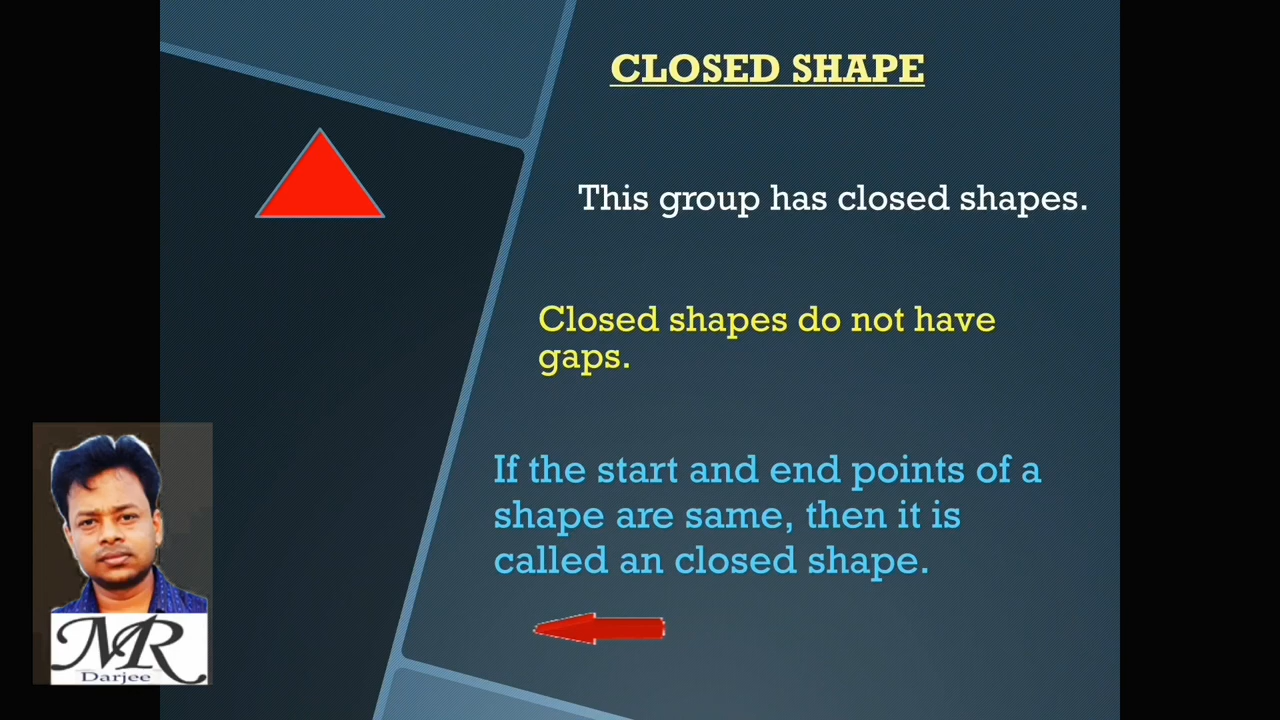 CLOSED SHAPE
This group has closed shapes.
Closed shapes do not have
gaps.
If the start and end points of a
shape are same, then it is
called an closed shape.
MR
Darjee